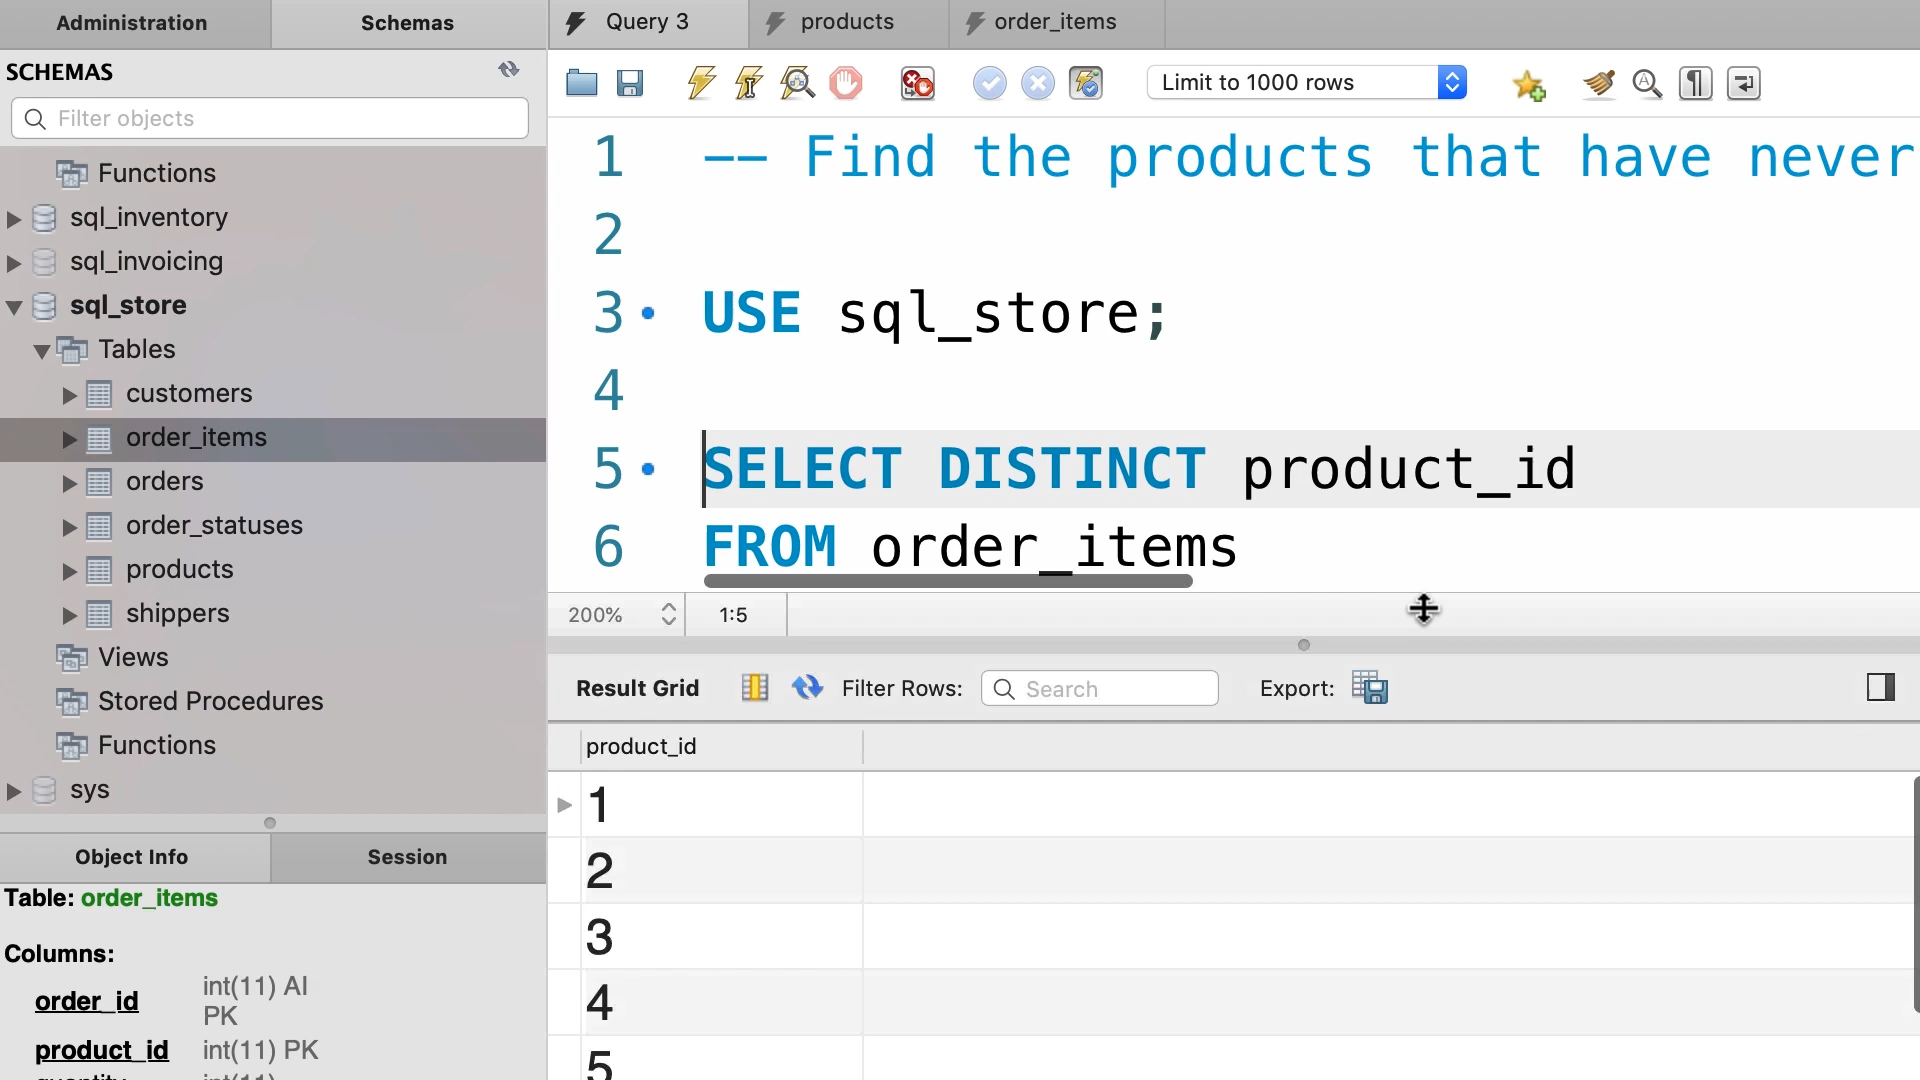 Administration
Schemas
Query 3
products
order_items
SCHEMAS
Filter objects
Limit to 1000 rows
Functions
sql_inventory
sql_invoicing
sql_store
Tables
customers
order_items
orders
order_statuses
products
shippers
Views
Stored Procedures
Functions
sys
1 -- Find the products that have never
2
3 USE sql_store;
4
5 SELECT DISTINCT product_id
6 FROM order_items
200%
1:5
Result Grid
Filter Rows:
Search
Export:
product_id
1
2
3
4
5
Object Info
Session
Table: order_items
Columns:
order_id int(11) AI
PK
product_id int(11) PK
quantity int(11)